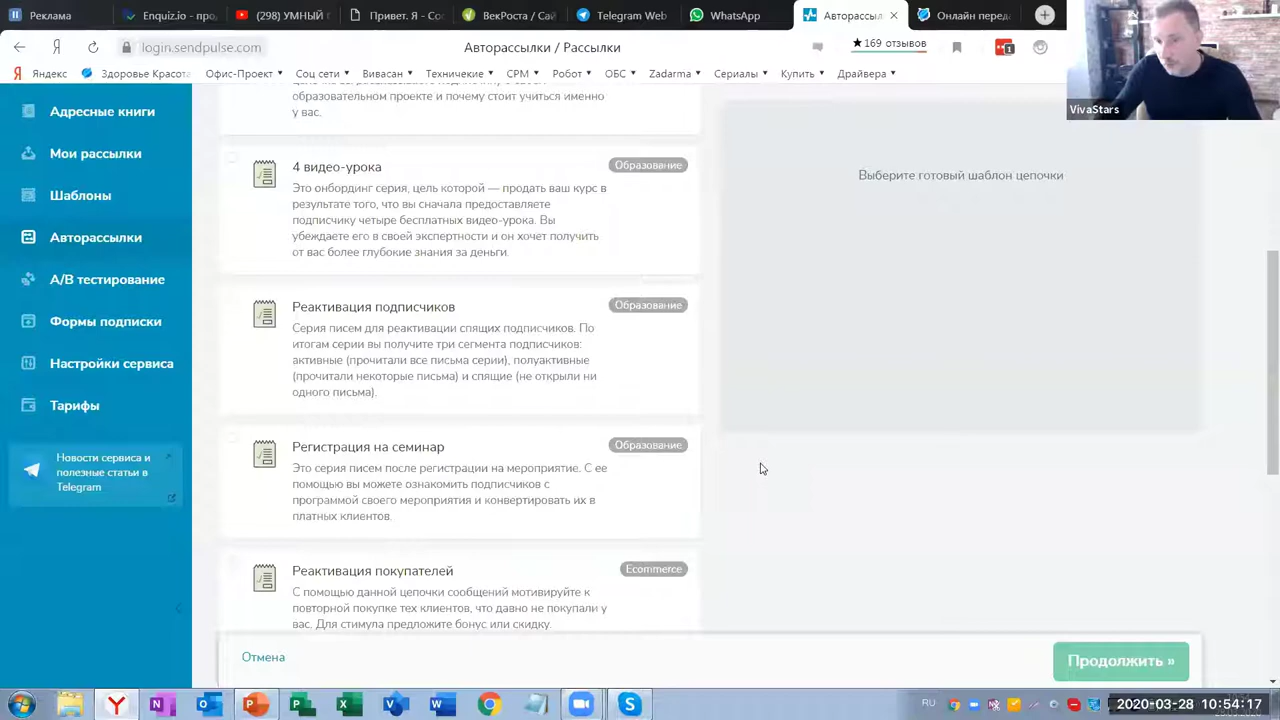 Реклама
Enquiz.io - про
(298) УМНЫЙ
Привет. Я - Со
ВекРоста / Сай
Telegram Web
WhatsApp
Авторассыл
Онлайн перед
login.sendpulse.com
Авторассылки / Рассылки
★169 отзывов
1
Яндекс
Здоровье Красота
Офис-Проект
Соц сети
Вивасан
Технические
СРМ
Робот
ОБС
Zadarma
Сериалы
Купить
Драйвера
VivaStars
Адресные книги
Мои рассылки
Шаблоны
Авторассылки
A/B тестирование
Формы подписки
Настройки сервиса
Тарифы
Новости сервиса и
полезные статьи в
Telegram
образовательном проекте и почему стоит учиться именно
у вас.
4 видео-урока
Образование
Это онбординг серия, цель которой — продать ваш курс в
результате того, что вы сначала предоставляете
подписчику четыре бесплатных видео-урока. Вы
убеждаете его в своей экспертности и он хочет получить
от вас более глубокие знания за деньги.
Реактивация подписчиков
Образование
Серия писем для реактивации спящих подписчиков. По
итогам серии вы получите три сегмента подписчиков:
активные (прочитали все письма серии), полуактивные
(прочитали некоторые письма) и спящие (не открыли ни
одного письма).
Регистрация на семинар
Образование
Это серия писем после регистрации на мероприятие. С ее
помощью вы можете ознакомить подписчиков с
программой своего мероприятия и конвертировать их в
платных клиентов.
Реактивация покупателей
Ecommerce
С помощью данной цепочки сообщений мотивируйте к
повторной покупке тех клиентов, что давно не покупали у
вас. Для стимула предложите бонус или скидку.
Выберите готовый шаблон цепочки
Отмена
Продолжить »
RU
2020-03-28 10:54:17